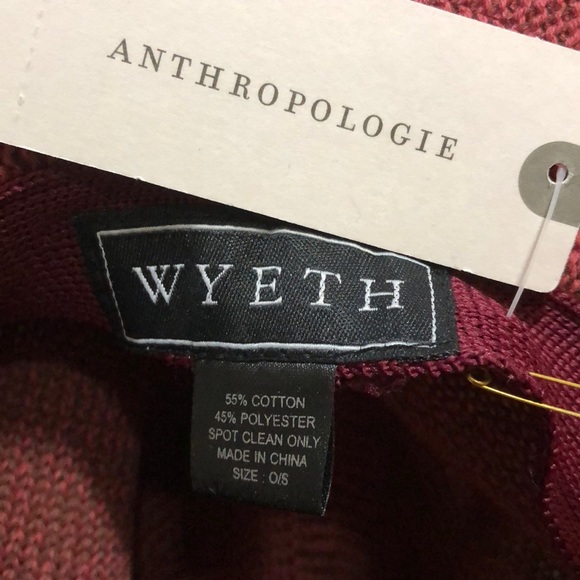 ANTHROPOLOGIE
WYETH
55% COTTON
45% POLYESTER
SPOT CLEAN ONLY
MADE IN CHINA
SIZE : O/S